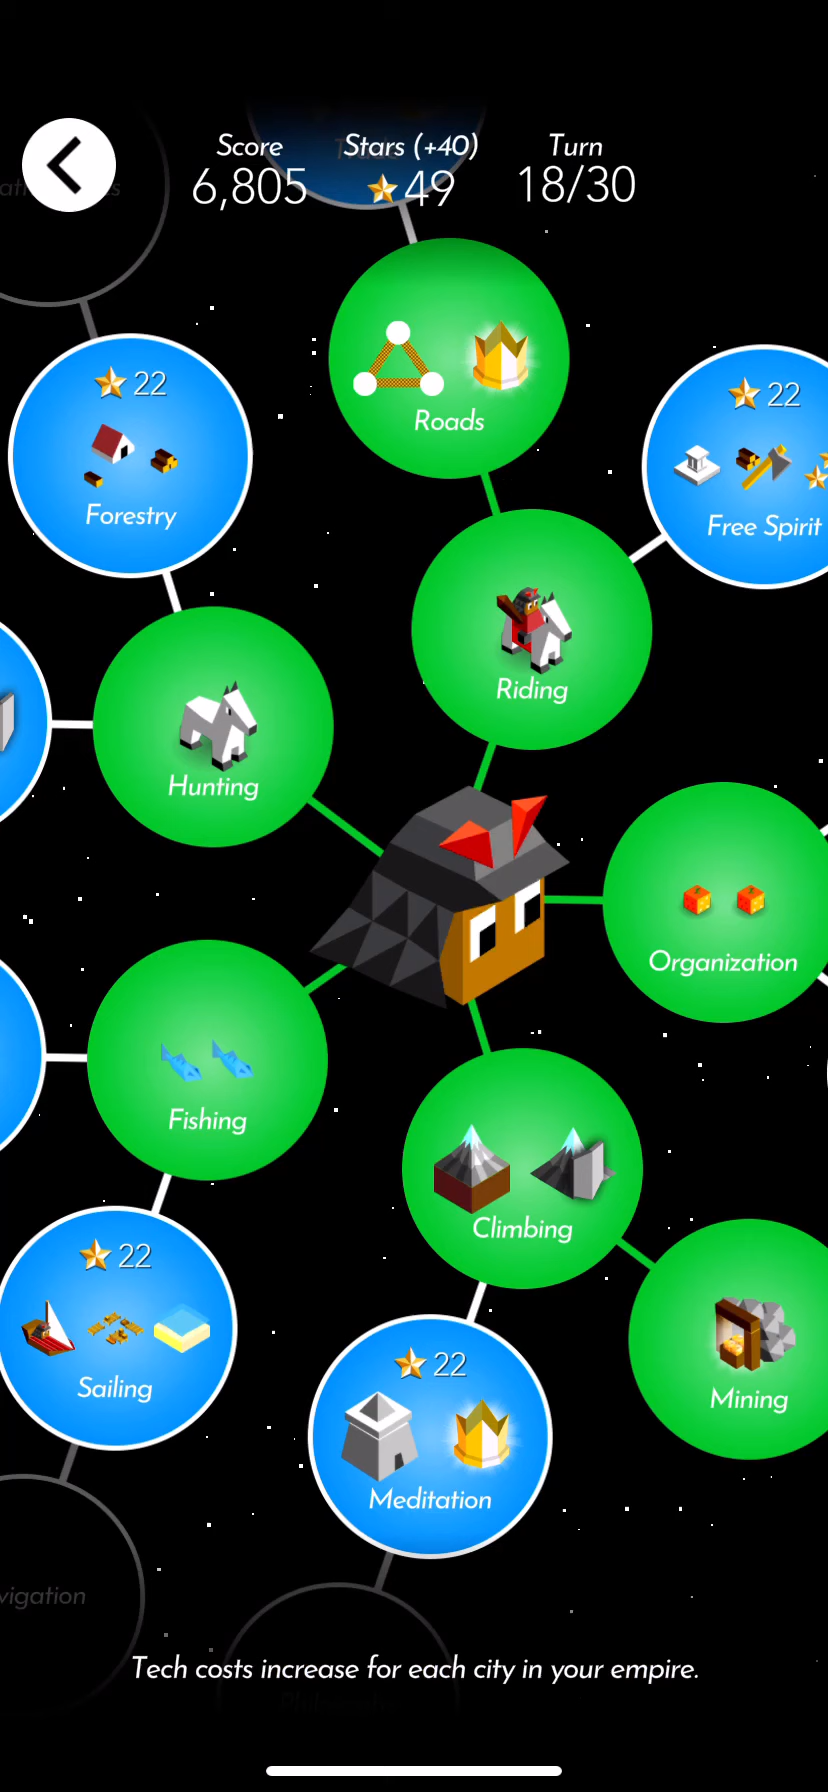 Score
Stars (+40)
Turn
6,805
49
18/30
Roads
22
Forestry
22
Free Spirit
Riding
Hunting
Organization
Fishing
Climbing
22
Sailing
Mining
22
Meditation
vigation
Tech costs increase for each city in your empire.